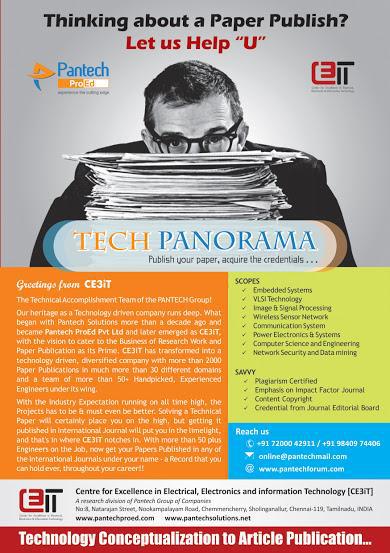 Thinking about a Paper Publish?
Let us Help "U"
Pantech
ProEd
experience the cutting edge
CE3iT
Centre for Excellence in Electrical,
Electronics and Information Technology
TECH PANORAMA
Publish your paper, acquire the credentials . . .
Greetings from CE3iT
The Technical Accomplishment Team of the PANTECH Group!
Our heritage as a Technology driven company runs deep. What
began with Pantech Solutions more than a decade ago and
became Pantech ProEd Pvt Ltd and later emerged as CE3iT,
with the vision to cater to the Business of Research Work and
Paper Publication as its Prime. CE3iT has transformed into a
technology driven, diversified company with more than 2000
Paper Publications in much more than 30 different domains
and a team of more than 50+ Handpicked, Experienced
Engineers under its wing.
With the Industry Expectation running on all time high, the
Projects has to be & must even be better. Solving a Technical
Paper will certainly place you on the high, but getting it
published in International Journal will put you in the limelight,
and that's in where CE3iT notches in. With more than 50 plus
Engineers on the Job, now get your Papers Published in any of
the International Journals under your name - a Record that you
can hold ever, throughout your career!!
SCOPES
✓ Embedded Systems
✓ VLSI Technology
✓ Image & Signal Processing
✓ Wireless Sensor Network
✓ Communication System
✓ Power Electronics & Systems
✓ Computer Science and Engineering
✓ Network Security and Data mining
SAVVY
✓ Plagiarism Certified
✓ Emphasis on Impact Factor Journal
✓ Content Copyright
✓ Credential from Journal Editorial Board
Reach us
+91 72000 42911 / +91 98409 74406
online@pantechmail.com
@ www.pantechforum.com
CE3iT
Centre for Excellence in Electrical, Electronics and information Technology [CE3iT]
A research division of Pantech Group of Companies
No:8, Natarajan Street, Nookampalayam Road, Chemmencherry, Sholinganallur, Chennai-119, Tamilnadu, INDIA
www.pantechproed.com www.pantechsolutions.net
Technology Conceptualization to Article Publication...